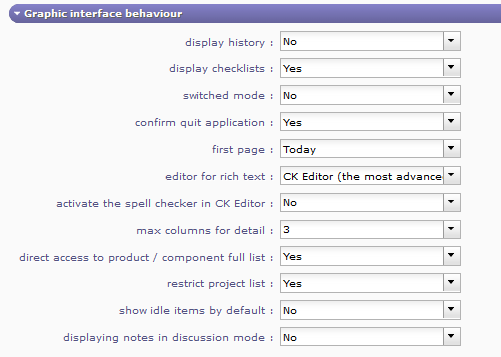 Graphic interface behaviour
display history : No
display checklists : Yes
switched mode : No
confirm quit application : Yes
first page : Today
editor for rich text : CK Editor (the most advance
activate the spell checker in CK Editor : No
max columns for detail : 3
direct access to product / component full list : Yes
restrict project list : Yes
show idle items by default : No
displaying notes in discussion mode : No